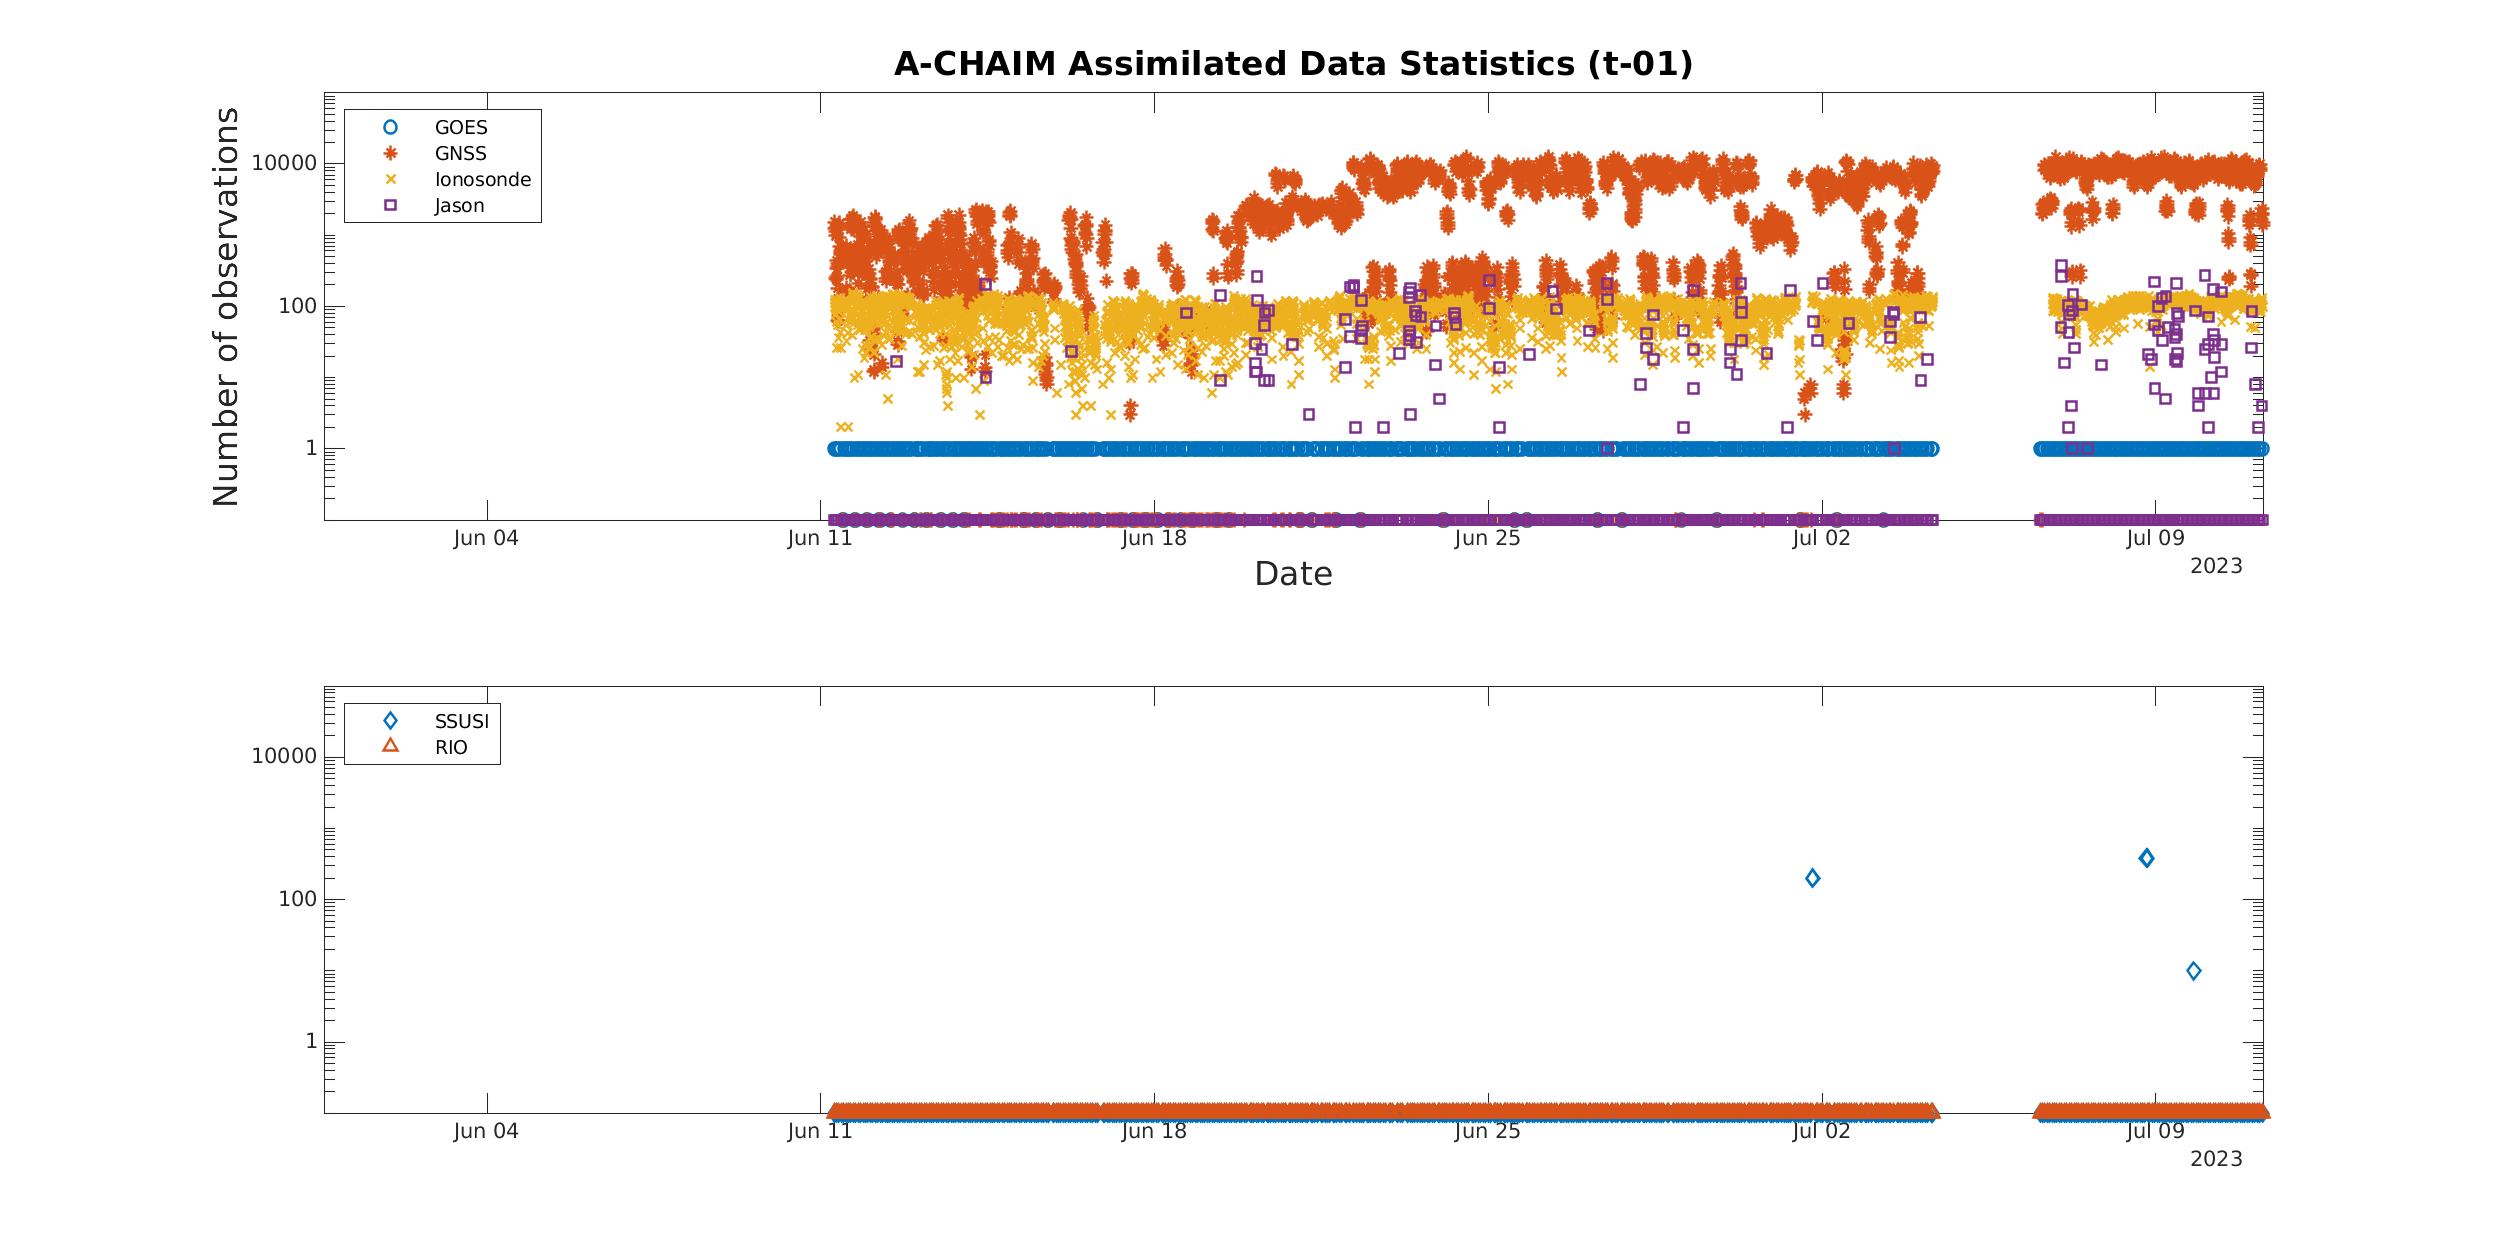 A-CHAIM Assimilated Data Statistics (t-01)
Number of observations
10000
100
1
GOES
GNSS
Ionosonde
Jason
Jun 04
Jun 11
Jun 18
Jun 25
Jul 02
Jul 09
2023
Date
10000
100
1
SSUSI
RIO
Jun 04
Jun 11
Jun 18
Jun 25
Jul 02
Jul 09
2023